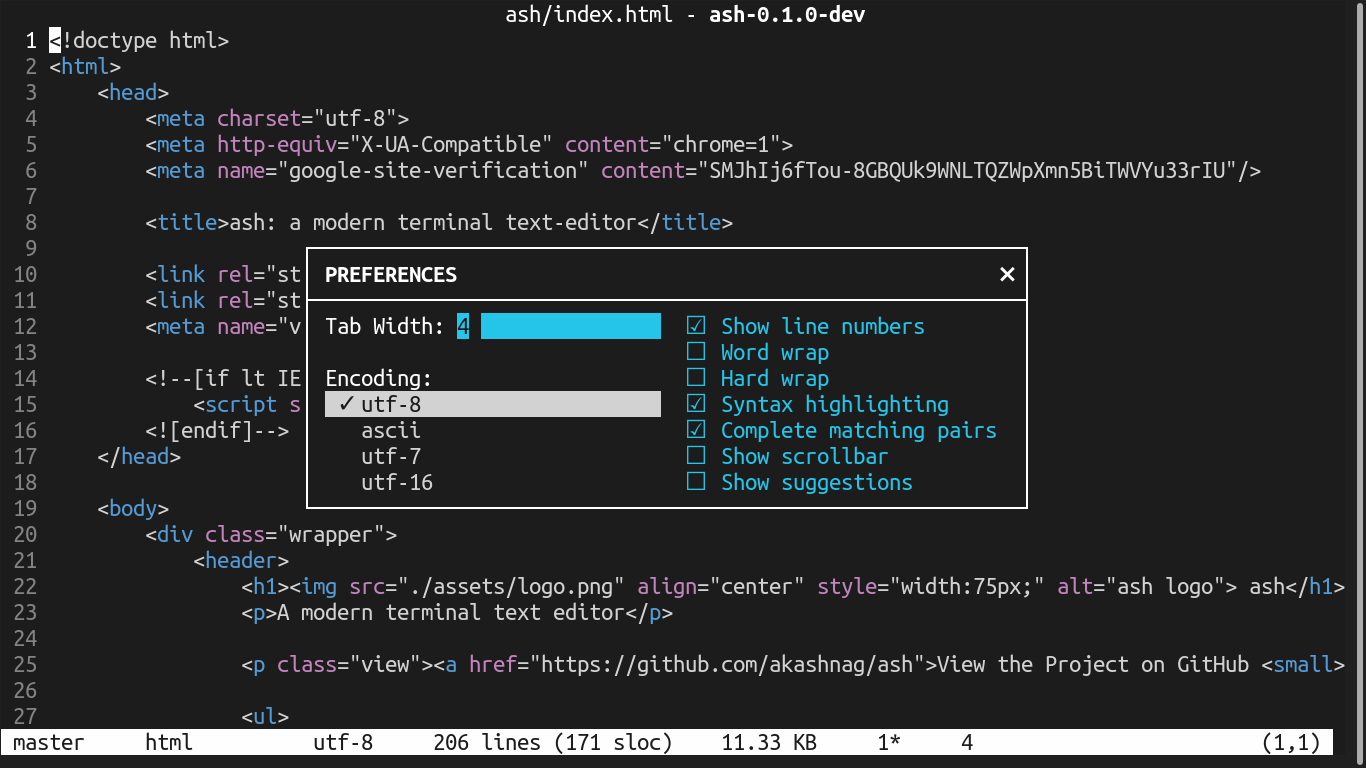 ash/index.html - ash-0.1.0-dev
1 <!doctype html>
2 <html>
3     <head>
4         <meta charset="utf-8">
5         <meta http-equiv="X-UA-Compatible" content="chrome=1">
6         <meta name="google-site-verification" content="SMJhIj6fTou-8GBQUk9WNLTQZWpXmn5BiTWVYu33rIU"/>
7
8         <title>ash: a modern terminal text-editor</title>
9
10         <link rel="st
11         <link rel="st
12         <meta name="v
13
14         <!--[if lt IE
15             <script s
16         <![endif]-->
17     </head>
18
19     <body>
20         <div class="wrapper">
21             <header>
22                 <h1><img src="./assets/logo.png" align="center" style="width:75px;" alt="ash logo"> ash</h1>
23                 <p>A modern terminal text editor</p>
24
25                 <p class="view"><a href="https://github.com/akashnag/ash">View the Project on GitHub <small>
26
27                 <ul>
PREFERENCES ×
Tab Width: 4
Encoding:
✓ utf-8
ascii
utf-7
utf-16
☑ Show line numbers
☐ Word wrap
☐ Hard wrap
☑ Syntax highlighting
☑ Complete matching pairs
☐ Show scrollbar
☐ Show suggestions
master html utf-8 206 lines (171 sloc) 11.33 KB 1* 4 (1,1)